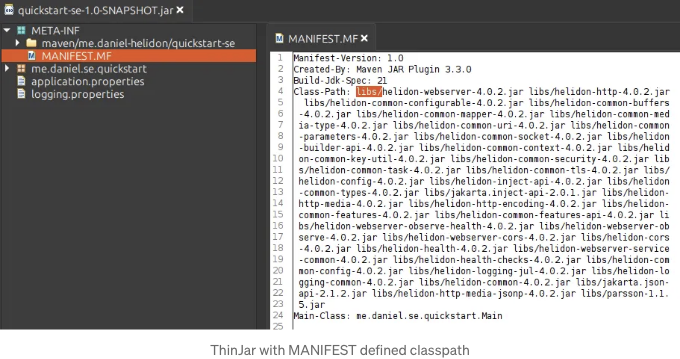 quickstart-se-1.0-SNAPSHOT.jar
META-INF
maven/me.daniel-helidon/quickstart-se
MANIFEST.MF
me.daniel.se.quickstart
application.properties
logging.properties
MANIFEST.MF
1 Manifest-Version: 1.0
2 Created-By: Maven JAR Plugin 3.3.0
3 Build-Jdk-Spec: 21
4 Class-Path: libs/helidon-webserver-4.0.2.jar libs/helidon-http-4.0.2.jar
5 libs/helidon-common-configurable-4.0.2.jar libs/helidon-common-buffers
6 -4.0.2.jar libs/helidon-common-mapper-4.0.2.jar libs/helidon-common-med
7 ia-type-4.0.2.jar libs/helidon-common-uri-4.0.2.jar libs/helidon-common
8 -parameters-4.0.2.jar libs/helidon-common-socket-4.0.2.jar libs/helidon
9 -builder-api-4.0.2.jar libs/helidon-common-context-4.0.2.jar libs/helid
10 on-common-key-util-4.0.2.jar libs/helidon-common-security-4.0.2.jar lib
11 s/helidon-common-task-4.0.2.jar libs/helidon-common-tls-4.0.2.jar libs/
12 helidon-config-4.0.2.jar libs/helidon-inject-api-4.0.2.jar libs/helidon
13 -common-types-4.0.2.jar libs/jakarta.inject-api-2.0.1.jar libs/helidon-
14 http-media-4.0.2.jar libs/helidon-http-encoding-4.0.2.jar libs/helidon-
15 common-features-4.0.2.jar libs/helidon-common-features-api-4.0.2.jar li
16 bs/helidon-webserver-observe-health-4.0.2.jar libs/helidon-webserver-ob
17 serve-4.0.2.jar libs/helidon-webserver-cors-4.0.2.jar libs/helidon-cors
18 -4.0.2.jar libs/helidon-health-4.0.2.jar libs/helidon-webserver-service
19 -common-4.0.2.jar libs/helidon-health-checks-4.0.2.jar libs/helidon-com
20 mon-config-4.0.2.jar libs/helidon-logging-jul-4.0.2.jar libs/helidon-lo
21 gging-common-4.0.2.jar libs/helidon-common-4.0.2.jar libs/jakarta.json-
22 api-2.1.2.jar libs/helidon-http-media-jsonp-4.0.2.jar libs/parsson-1.1.
23 5.jar
24 Main-Class: me.daniel.se.quickstart.Main
25
ThinJar with MANIFEST defined classpath